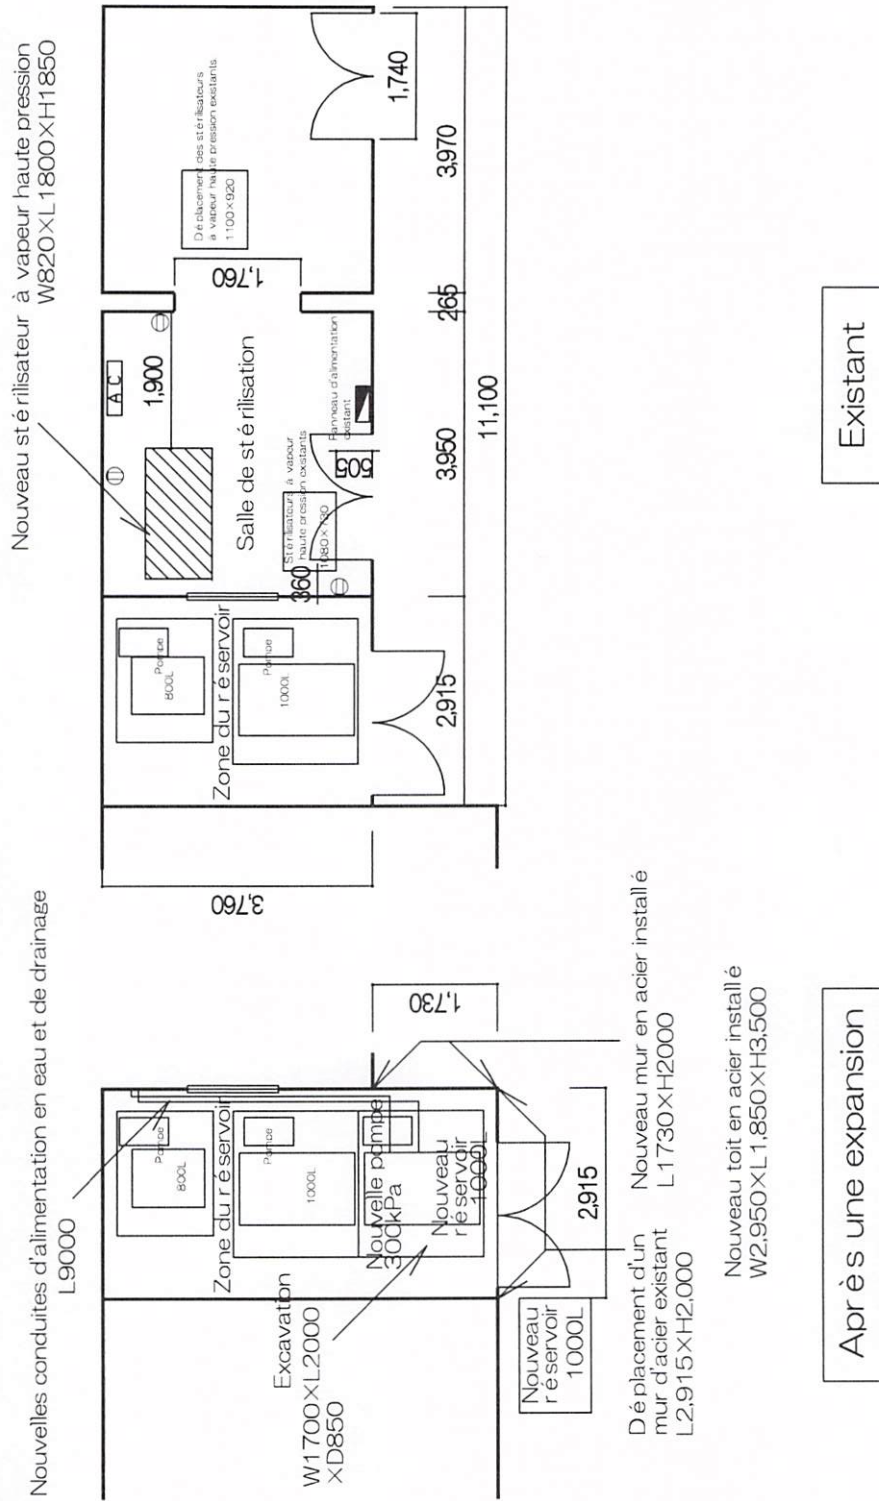 Nouvelles conduites d'alimentation en eau et de drainage
L9000
Pompe
800L
Zone du réservoir
Pompe
1000L
Nouvelle pompe
300kPa
Nouveau
réservoir
1000L
Excavation
W1700×L2000
×D850
1,730
2,915
Nouveau
réservoir
1000L
Déplacement d'un
mur d'acier existant
L2,915×H2,000
Nouveau mur en acier installé
L1730×H2000
Nouveau toit en acier installé
W2,950×L1,850×H3,500
Après une expansion
Nouveau stérilisateur à vapeur haute pression
W820×L1800×H1850
3,760
Pompe
800L
Zone du réservoir
Pompe
1000L
AC
1,900
Salle de stérilisation
Stérilisateurs à vapeur
haute pression existants
360
505
Panneau d'alimentation
existant
1,760
Déplacement des stérilisateurs
à vapeur haute pression existants
1100×920
1,740
2,915
3,950
265
3,970
11,100
Existant